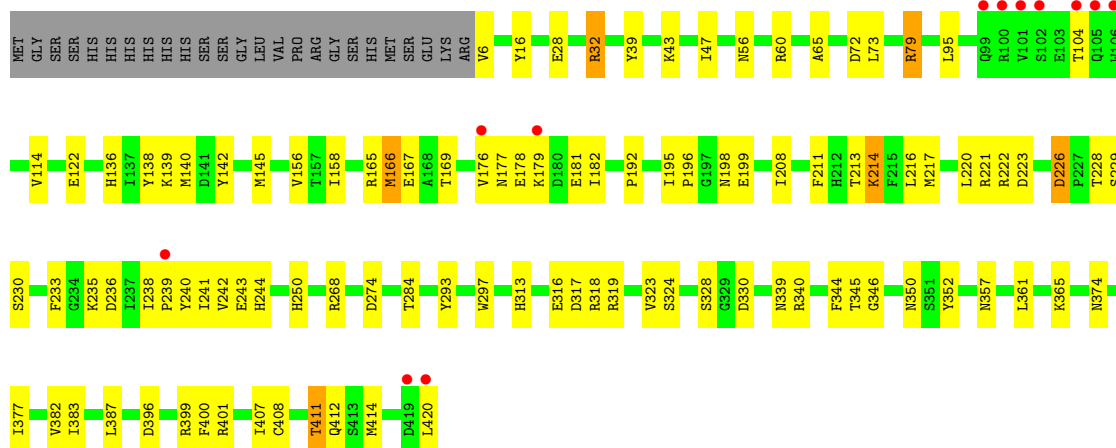 MET GLY SER SER HIS HIS HIS HIS HIS HIS SER SER GLY LEU VAL PRO ARG GLY SER HIS MET SER GLU LYS ARG V6 Y16 E28 R32 Y39 K43 I47 N56 R60 A65 D72 L73 R79 L95 Q99 R100 V101 S102 E103 T104 Q105 W106
V114 E122 H136 I137 Y138 K139 M140 D141 Y142 M145 V156 T157 I158 R165 M166 E167 A168 T169 V176 N177 E178 K179 D180 E181 I182 P192 I195 P196 G197 N198 E199 I208 F211 H212 T213 K214 F215 L216 M217 L220 R221 R222 D223 D226 P227 T228 S229
S230 F233 G234 K235 D236 I237 I238 P239 Y240 I241 V242 E243 H244 H250 R268 D274 T284 Y293 W297 H313 E316 D317 R318 R319 V323 S324 S328 G329 D330 N339 R340 F344 T345 G346 N350 S351 Y352 N357 L361 K365 N374
I377 V382 I383 L387 D396 R399 F400 R401 I407 C408 T411 Q412 S413 M414 D419 L420